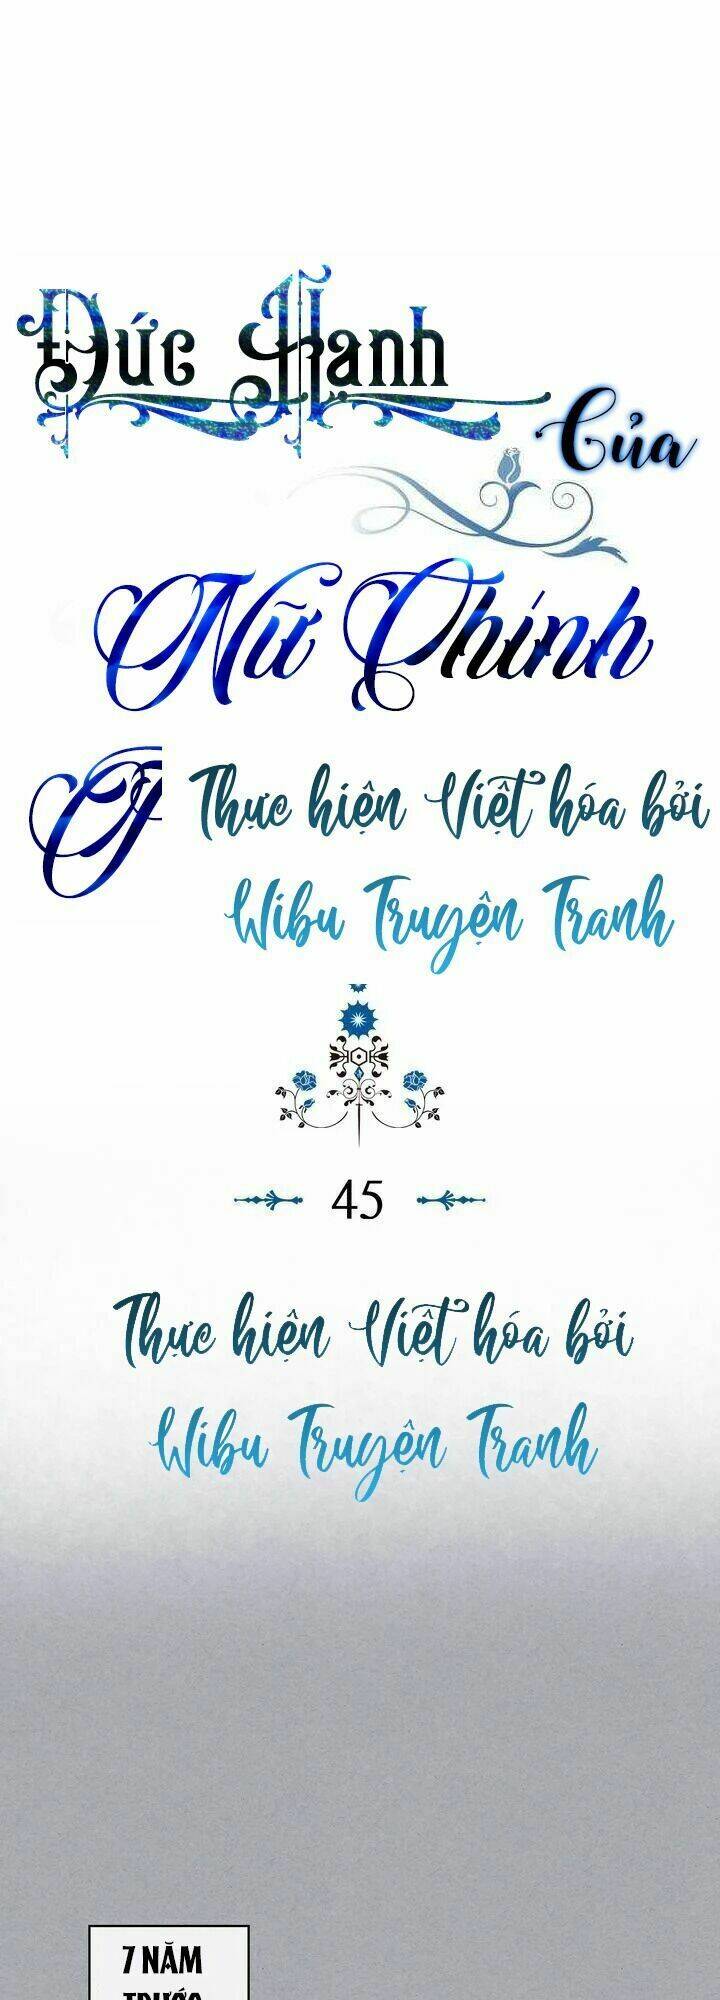 Đức Hạnh
Của
Nữ Chính
Thực hiện Việt hóa bởi
Wibu Truyện Tranh
45
Thực hiện Việt hóa bởi
Wibu Truyện Tranh
7 NĂM
TRƯỚC